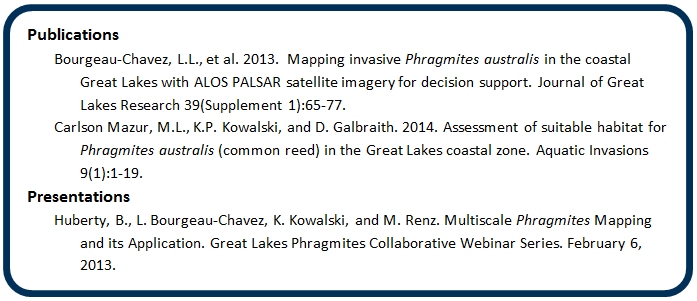 Publications
Bourgeau-Chavez, L.L., et al. 2013. Mapping invasive Phragmites australis in the coastal
Great Lakes with ALOS PALSAR satellite imagery for decision support. Journal of Great
Lakes Research 39(Supplement 1):65-77.
Carlson Mazur, M.L., K.P. Kowalski, and D. Galbraith. 2014. Assessment of suitable habitat for
Phragmites australis (common reed) in the Great Lakes coastal zone. Aquatic Invasions
9(1):1-19.
Presentations
Huberty, B., L. Bourgeau-Chavez, K. Kowalski, and M. Renz. Multiscale Phragmites Mapping
and its Application. Great Lakes Phragmites Collaborative Webinar Series. February 6,
2013.